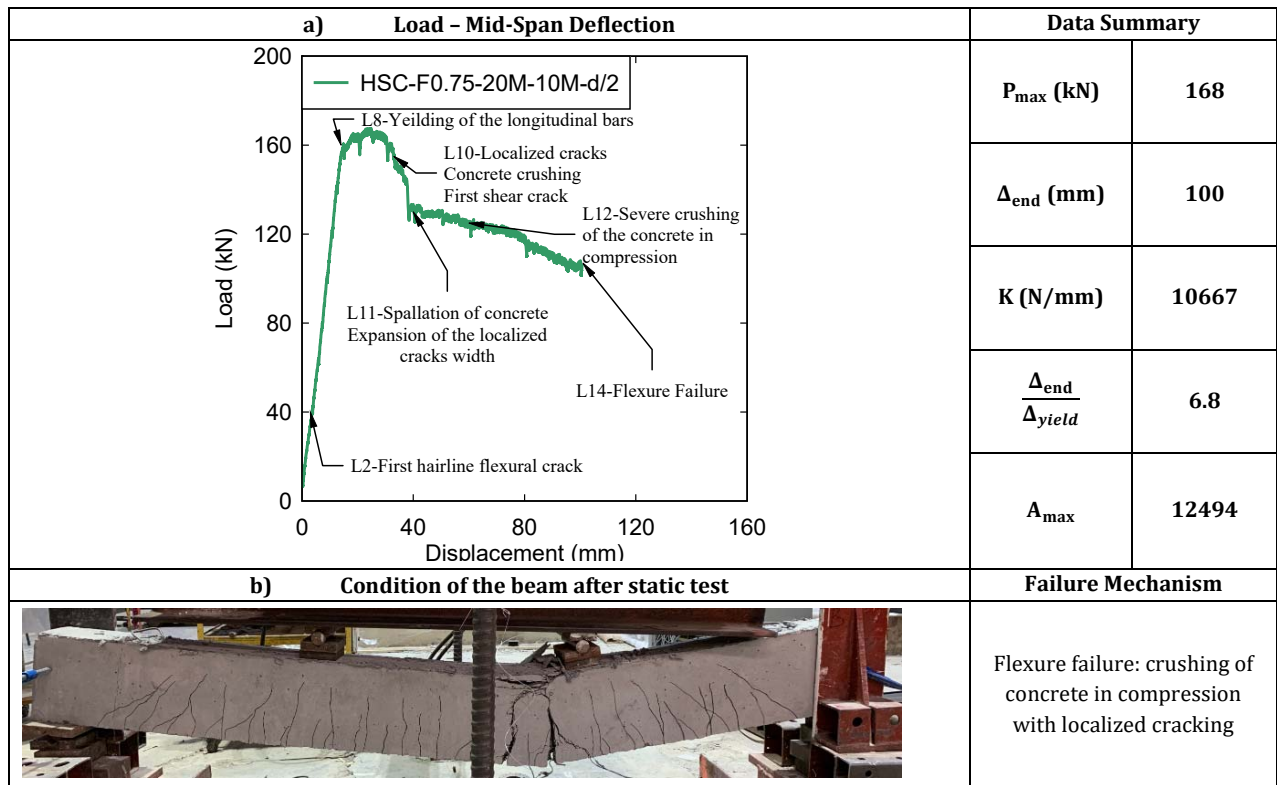 a) Load – Mid-Span Deflection
Data Summary
200
160
120
80
40
0
Load (kN)
HSC-F0.75-20M-10M-d/2
L8-Yeilding of the longitudinal bars
L10-Localized cracks
Concrete crushing
First shear crack
L12-Severe crushing
of the concrete in
compression
L11-Spallation of concrete
Expansion of the localized
cracks width
L14-Flexure Failure
L2-First hairline flexural crack
0 40 80 120 160
Displacement (mm)
Pmax (kN) 168
Δend (mm) 100
K (N/mm) 10667
Δend
Δyield
6.8
Amax 12494
b) Condition of the beam after static test
Failure Mechanism
Flexure failure: crushing of
concrete in compression
with localized cracking